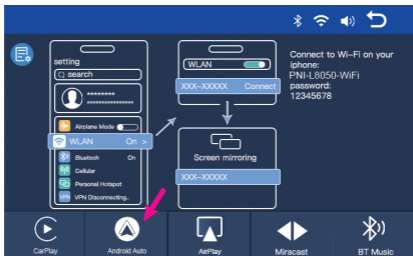 setting
search
********
****************
Airplane Mode
WLAN On >
Bluetooh On
Cellular
Personal Hotspot
VPN VPN Disconnecting..
WLAN
XXX-XXXXX Connect
Screen mirroring
XXX-XXXXX
Connect to Wi-Fi on your
iphone:
PNI-L8050-WiFi
password:
12345678
CarPlay
Android Auto
AirPlay
Miracast
BT Music